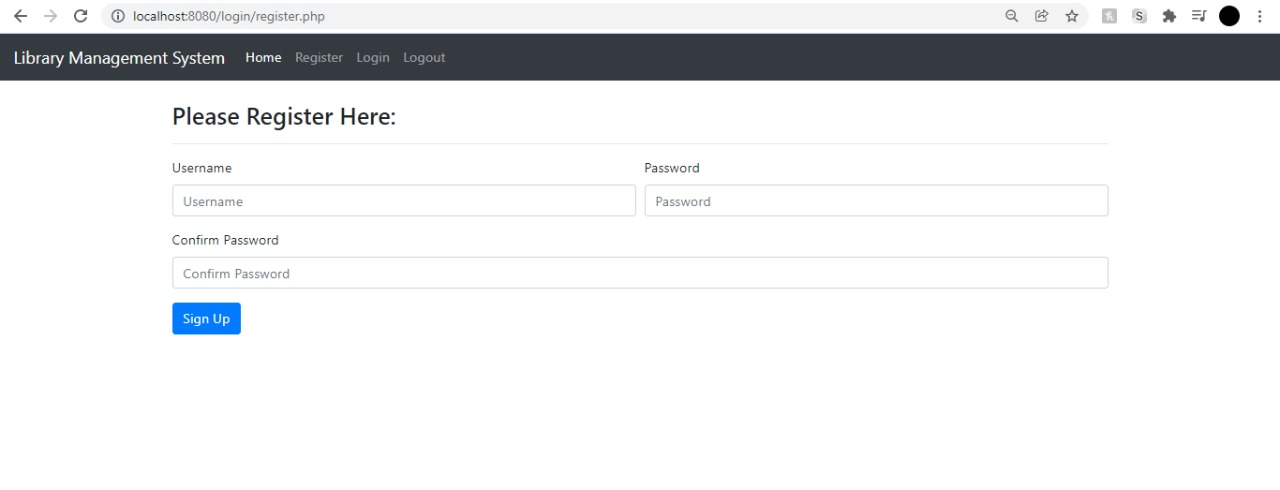 localhost:8080/login/register.php
S
Library Management System Home Register Login Logout
Please Register Here:
Username Password
Username Password
Confirm Password
Confirm Password
Sign Up